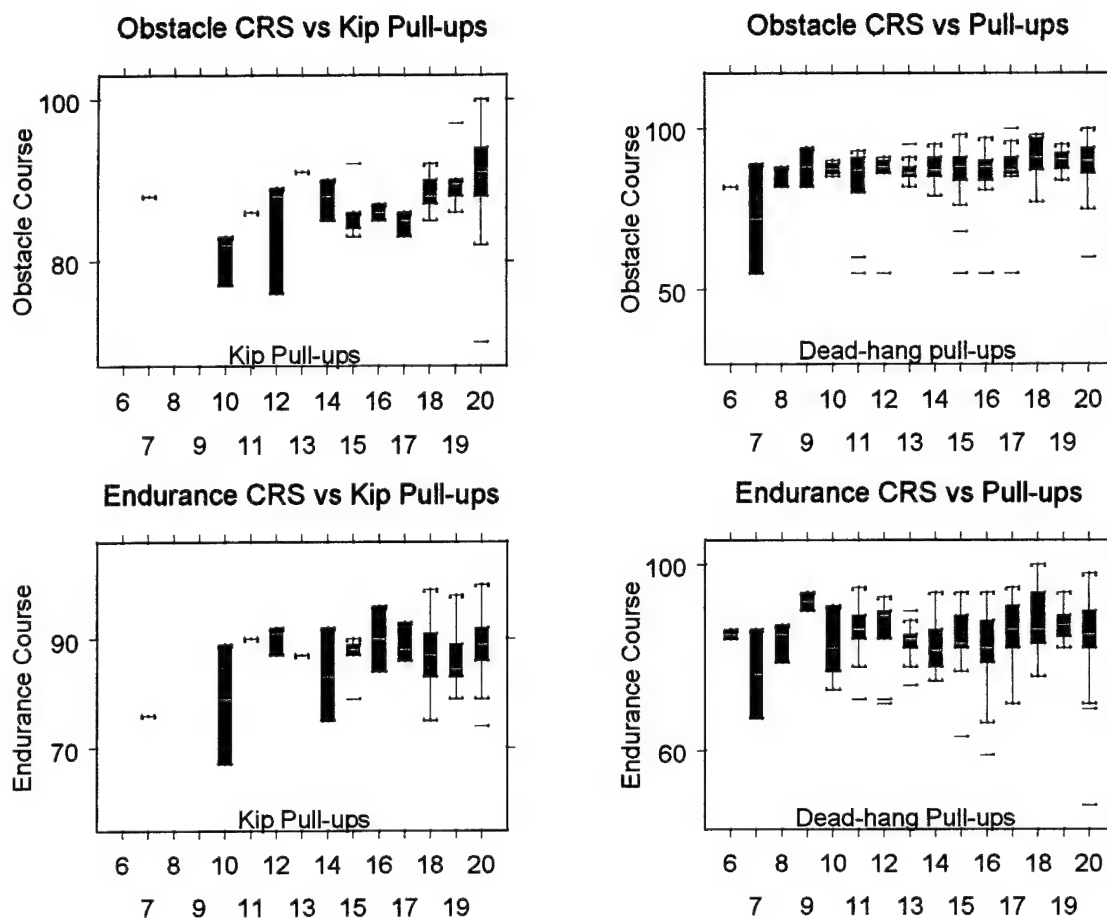 Obstacle CRS vs Kip Pull-ups
Obstacle Course
100
80
Kip Pull-ups
6 8 10 12 14 16 18 20
7 9 11 13 15 17 19
Obstacle CRS vs Pull-ups
Obstacle Course
100
50
Dead-hang pull-ups
6 8 10 12 14 16 18 20
7 9 11 13 15 17 19
Endurance CRS vs Kip Pull-ups
Endurance Course
90
70
Kip Pull-ups
6 8 10 12 14 16 18 20
7 9 11 13 15 17 19
Endurance CRS vs Pull-ups
Endurance Course
100
60
Dead-hang Pull-ups
6 8 10 12 14 16 18 20
7 9 11 13 15 17 19